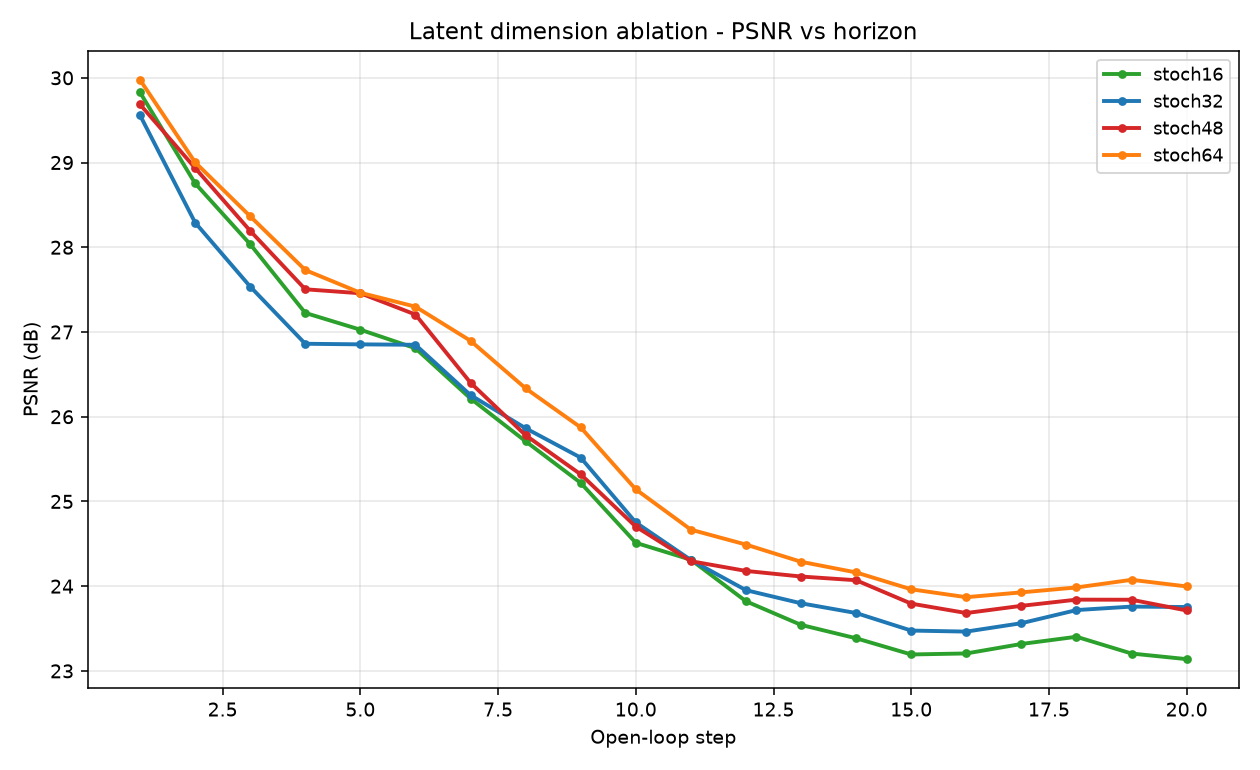 Latent dimension ablation - PSNR vs horizon
stoch16
stoch32
stoch48
stoch64
PSNR (dB)
30
29
28
27
26
25
24
23
2.5 5.0 7.5 10.0 12.5 15.0 17.5 20.0
Open-loop step